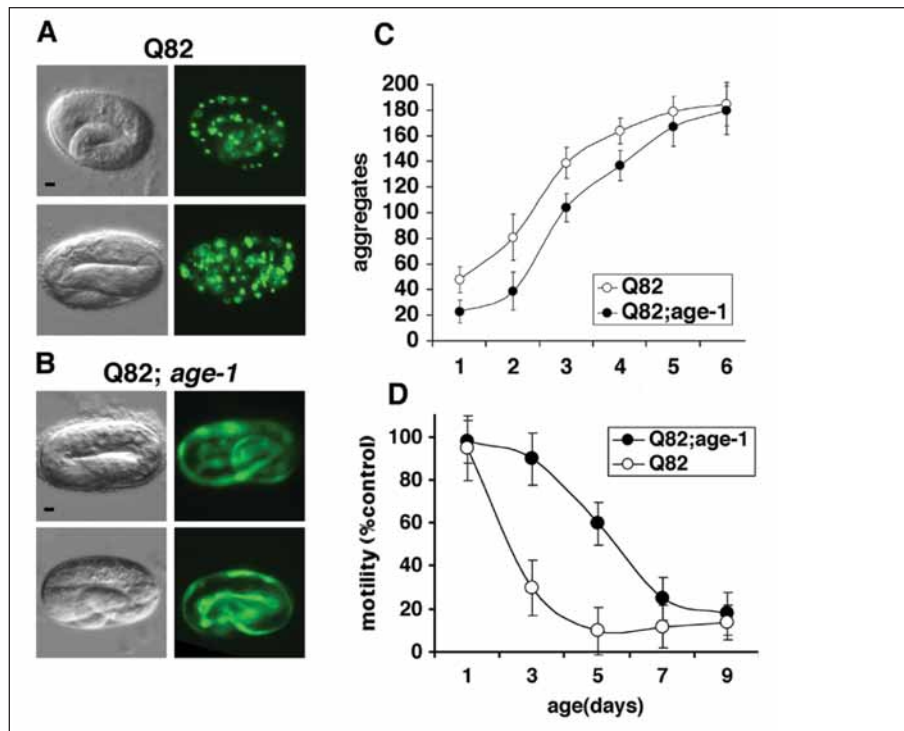 A
Q82
B
Q82; age-1
C
aggregates
200
180
160
140
120
100
80
60
40
20
0
Q82
Q82;age-1
1 2 3 4 5 6
D
motility (%control)
100
80
60
40
20
0
Q82;age-1
Q82
1 3 5 7 9
age(days)